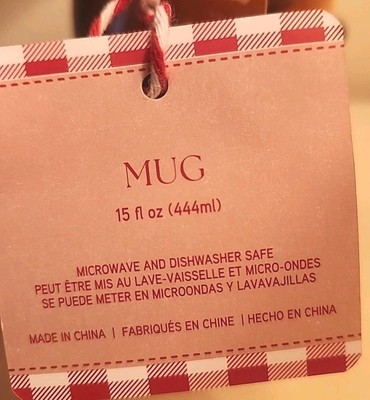 MUG
15 fl oz (444ml)
MICROWAVE AND DISHWASHER SAFE
PEUT ÊTRE MIS AU LAVE-VAISSELLE ET MICRO-ONDES
SE PUEDE METER EN MICROONDAS Y LAVAVAJILLAS
MADE IN CHINA | FABRIQUÉS EN CHINE | HECHO EN CHINA